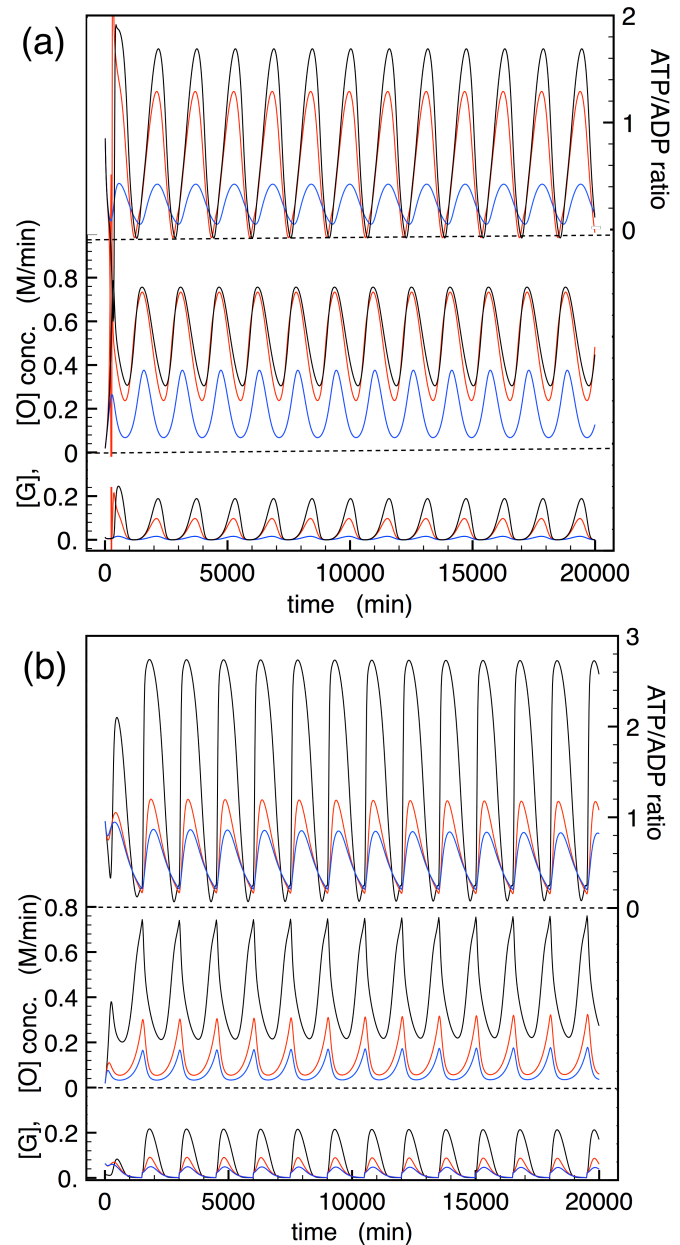 (a)
2
1
0
ATP/ADP ratio
0.8
0.6
0.4
0.2
0
0.2
0.
[G], [O] conc. (M/min)
0 5000 10000 15000 20000
time (min)
(b)
3
2
1
0
ATP/ADP ratio
0.8
0.6
0.4
0.2
0
0.2
0.
[G], [O] conc. (M/min)
0 5000 10000 15000 20000
time (min)